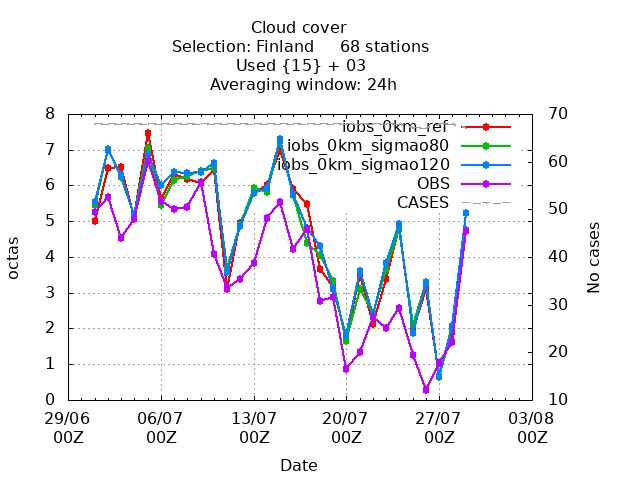 Cloud cover
Selection: Finland     68 stations
Used {15} + 03
Averaging window: 24h
8 70
iobs_0km_ref
iobs_0km_sigmao80
7
iobs_0km_sigmao120
60
OBS
6
CASES
50
5
octas
4 40
No cases
3
30
2
20
1
0 10
29/06 06/07 13/07 20/07 27/07 03/08
00Z 00Z 00Z 00Z 00Z 00Z
Date